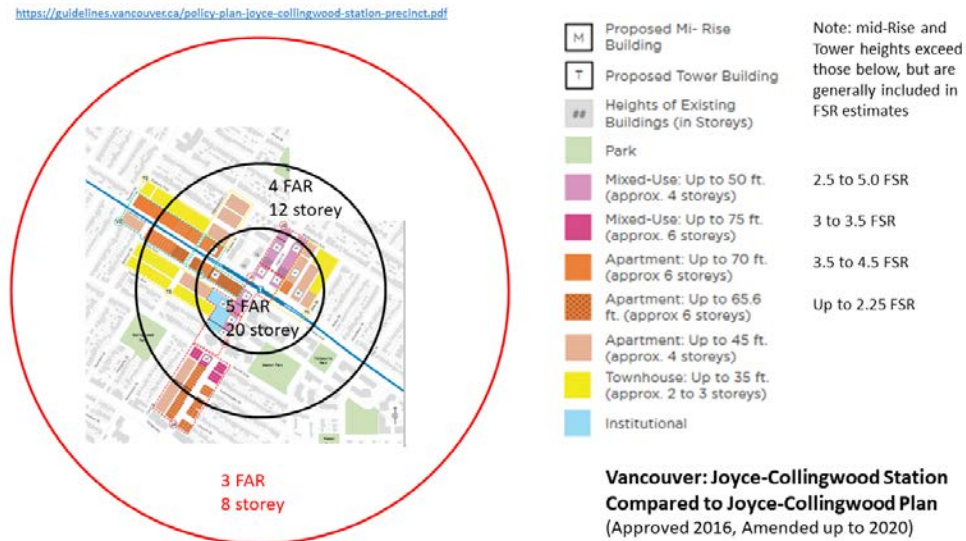 https://guidelines.vancouver.ca/policy-plan-joyce-collingwood-station-precinct.pdf
4 FAR
12 storey
5 FAR
20 storey
3 FAR
8 storey
M
Proposed Mi- Rise
Building
T
Proposed Tower Building
##
Heights of Existing
Buildings (in Storeys)
Park
Mixed-Use: Up to 50 ft.
(approx. 4 storeys)
Mixed-Use: Up to 75 ft.
(approx. 6 storeys)
Apartment: Up to 70 ft.
(approx 6 storeys)
Apartment: Up to 65.6
ft. (approx 6 storeys)
Apartment: Up to 45 ft.
(approx. 4 storeys)
Townhouse: Up to 35 ft.
(approx. 2 to 3 storeys)
Institutional
Note: mid-Rise and
Tower heights exceed
those below, but are
generally included in
FSR estimates
2.5 to 5.0 FSR
3 to 3.5 FSR
3.5 to 4.5 FSR
Up to 2.25 FSR
Vancouver: Joyce-Collingwood Station
Compared to Joyce-Collingwood Plan
(Approved 2016, Amended up to 2020)